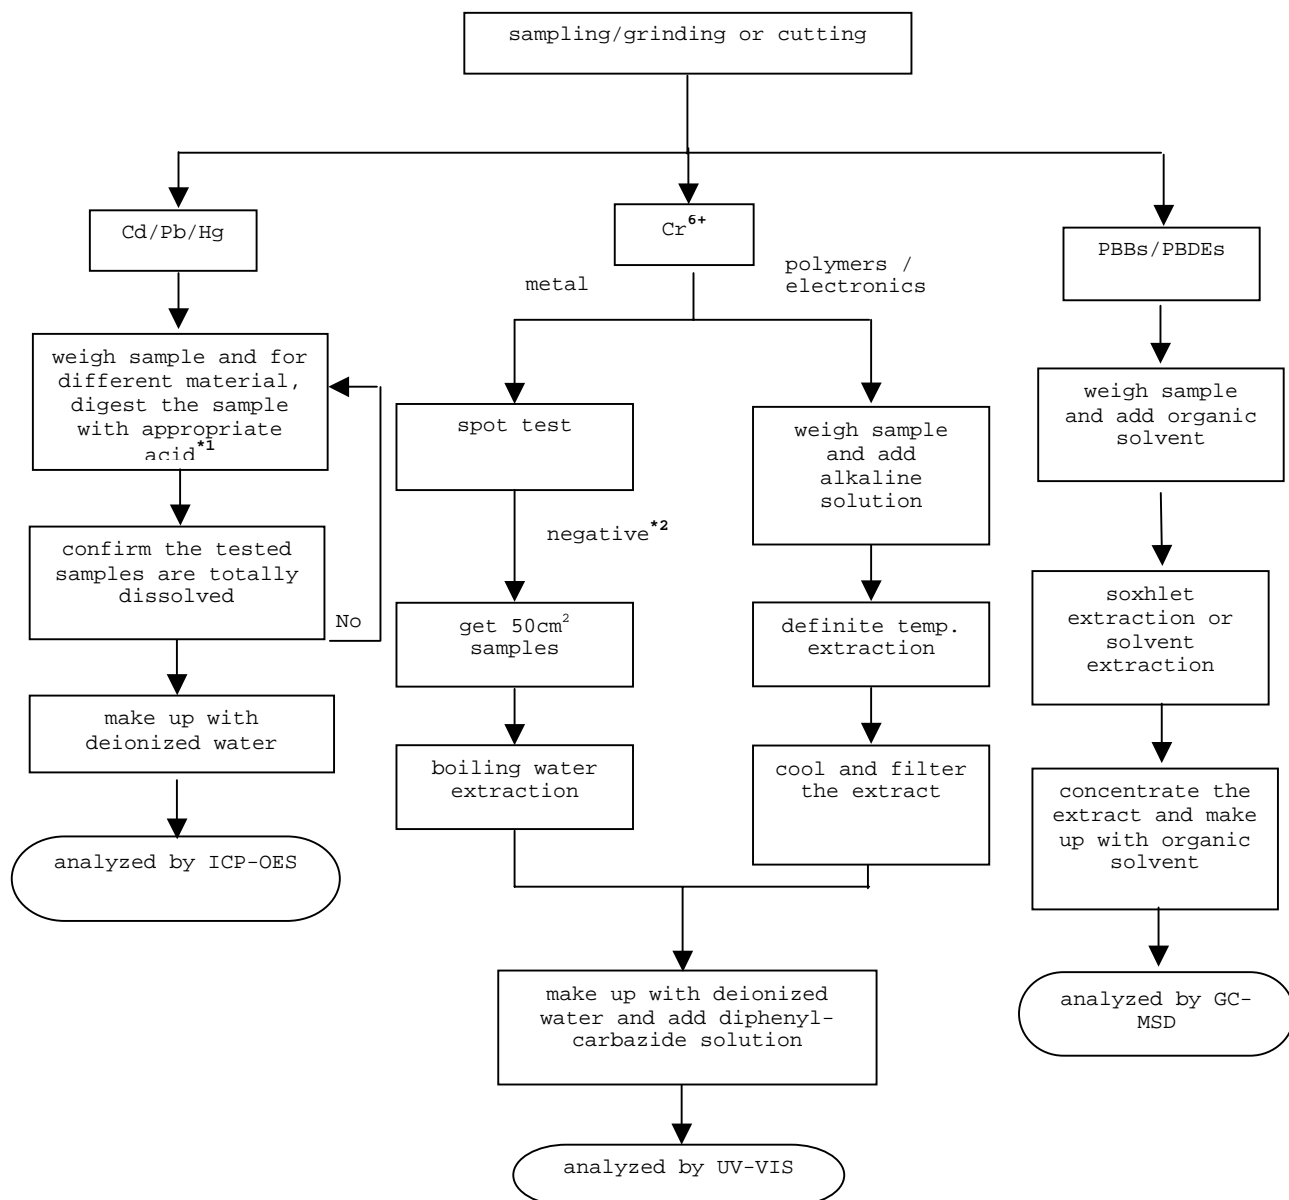 sampling/grinding or cutting
Cd/Pb/Hg
Cr⁶⁺
PBBs/PBDEs
metal
polymers /
electronics
weigh sample and for
different material,
digest the sample
with appropriate
acid*1
spot test
weigh sample
and add
alkaline
solution
weigh sample
and add organic
solvent
negative*2
confirm the tested
samples are totally
dissolved
No
get 50cm²
samples
definite temp.
extraction
soxhlet
extraction or
solvent
extraction
make up with
deionized water
boiling water
extraction
cool and filter
the extract
concentrate the
extract and make
up with organic
solvent
analyzed by ICP-OES
make up with deionized
water and add diphenyl-
carbazide solution
analyzed by GC-
MSD
analyzed by UV-VIS